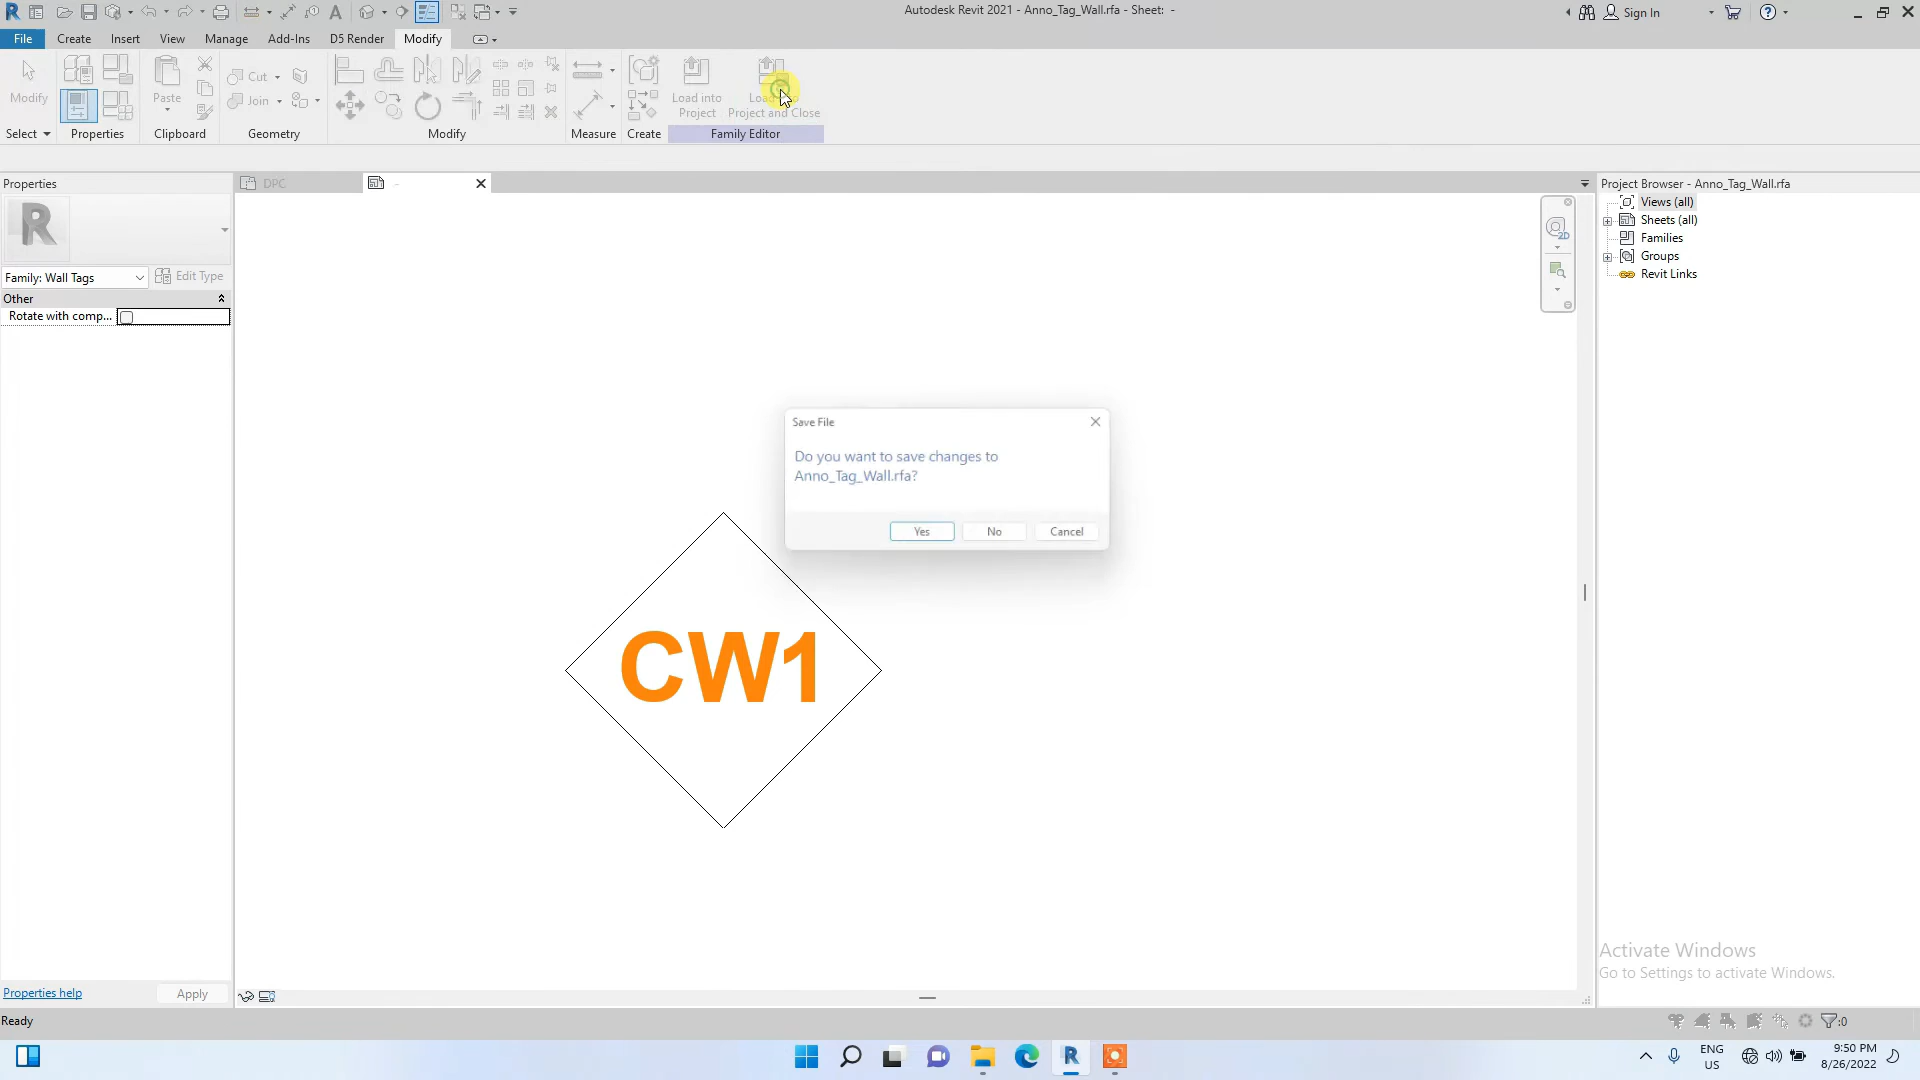 Autodesk Revit 2021 - Anno_Tag_Wall.rfa - Sheet: -
Sign In
File Create Insert View Manage Add-Ins D5 Render Modify
Modify
Paste
Cut
Join
Load into
Project
Project and Close
Select Properties Clipboard Geometry Modify Measure Create Family Editor
Properties
DPC
-
Project Browser - Anno_Tag_Wall.rfa
Views (all)
Sheets (all)
Families
Groups
Revit Links
R
2D
Family: Wall Tags
Edit Type
Other
Rotate with comp...
Save File
Do you want to save changes to
Anno_Tag_Wall.rfa?
Yes No Cancel
CW1
Activate Windows
Go to Settings to activate Windows.
Properties help
Apply
Ready
:0
ENG
US
9:50 PM
8/26/2022